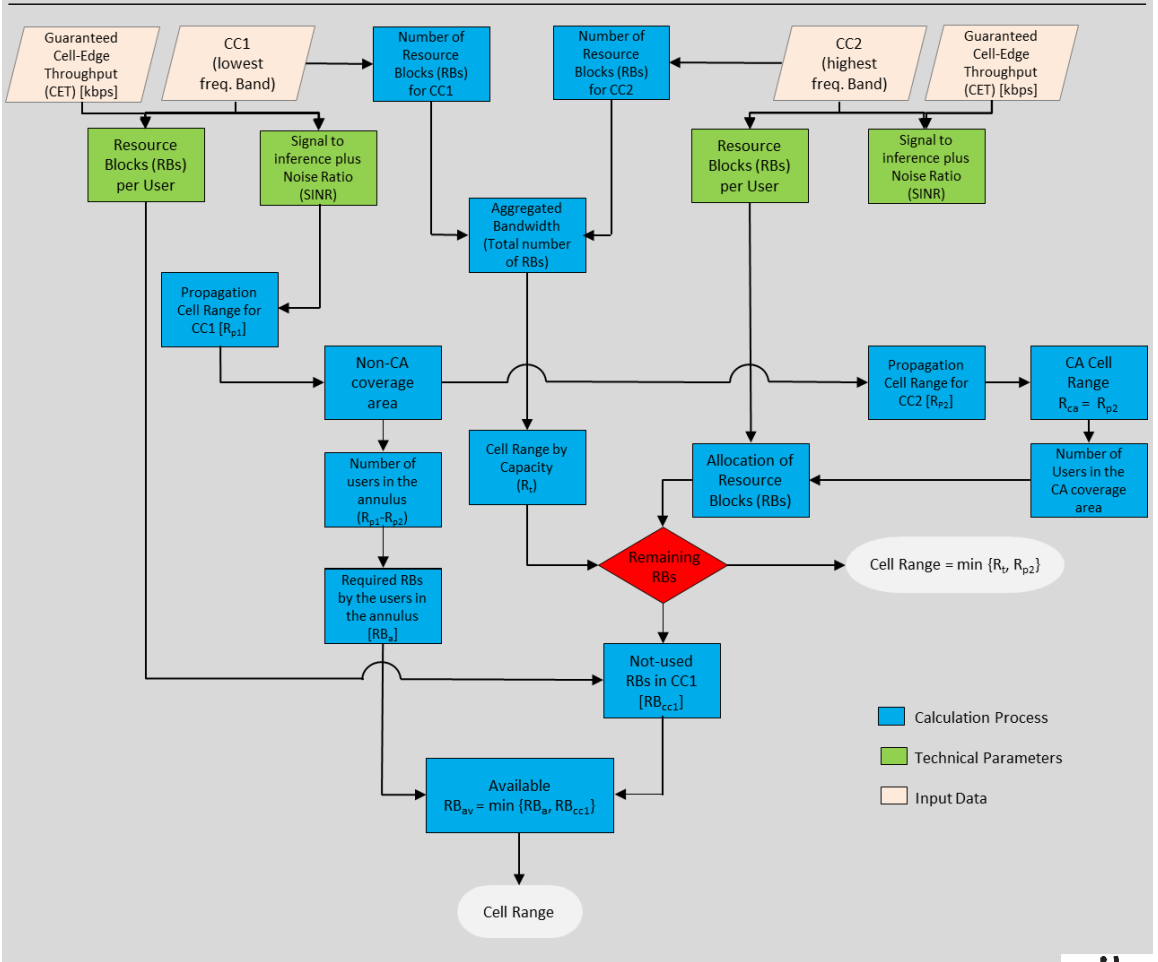 Guaranteed
Cell-Edge
Throughput
(CET) [kbps]
CC1
(lowest
freq. Band)
Number of
Resource
Blocks (RBs)
for CC1
Number of
Resource
Blocks (RBs)
for CC2
CC2
(highest
freq. Band)
Guaranteed
Cell-Edge
Throughput
(CET) [kbps]
Resource
Blocks (RBs)
per User
Signal to
inference plus
Noise Ratio
(SINR)
Resource
Blocks (RBs)
per User
Signal to
inference plus
Noise Ratio
(SINR)
Aggregated
Bandwidth
(Total number
of RBs)
Propagation
Cell Range for
CC1 [Rp1]
Non-CA
coverage
area
Propagation
Cell Range for
CC2 [RP2]
CA Cell
Range
Rca = Rp2
Number of
users in the
annulus
(Rp1-Rp2)
Cell Range by
Capacity
(Rt)
Allocation of
Resource
Blocks (RBs)
Number of
Users in the
CA coverage
area
Remaining
RBs
Cell Range = min {Rt, Rp2}
Required RBs
by the users in
the annulus
[RBa]
Not-used
RBs in CC1
[RBcc1]
Calculation Process
Technical Parameters
Input Data
Available
RBav = min {RBa, RBcc1}
Cell Range